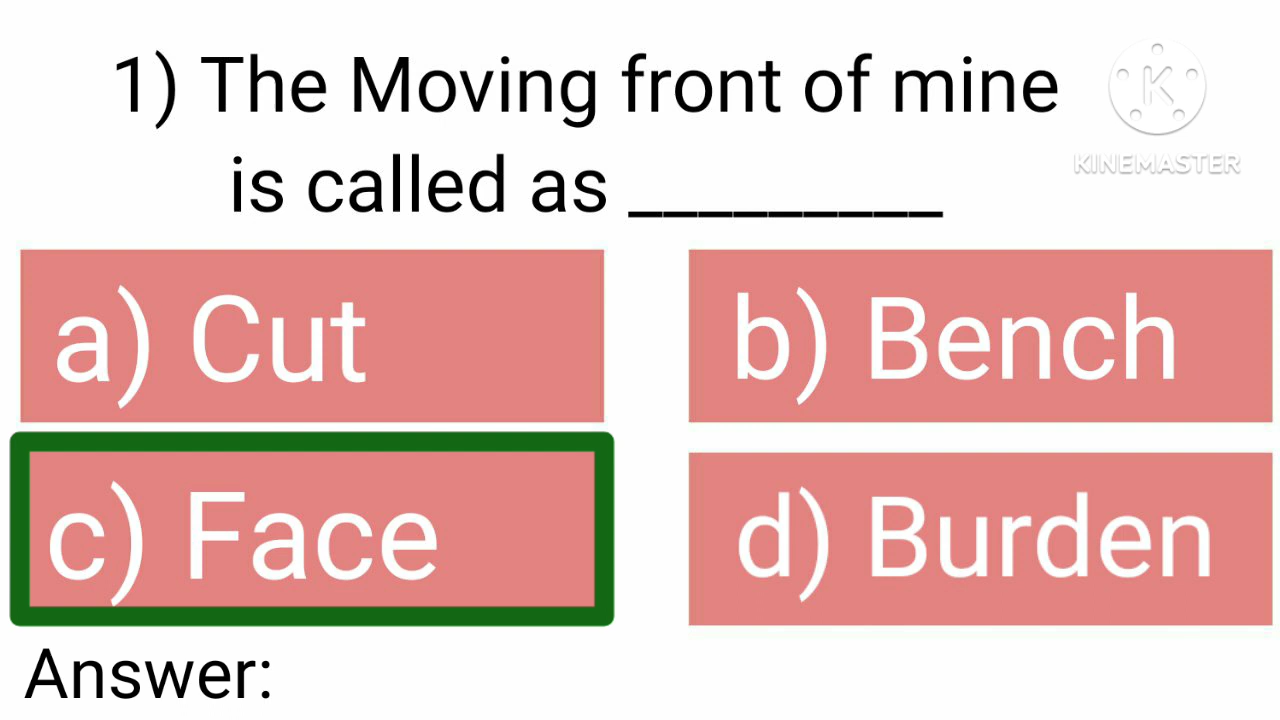 1) The Moving front of mine
KINEMASTER
is called as _________
a) Cut
b) Bench
c) Face
d) Burden
Answer: